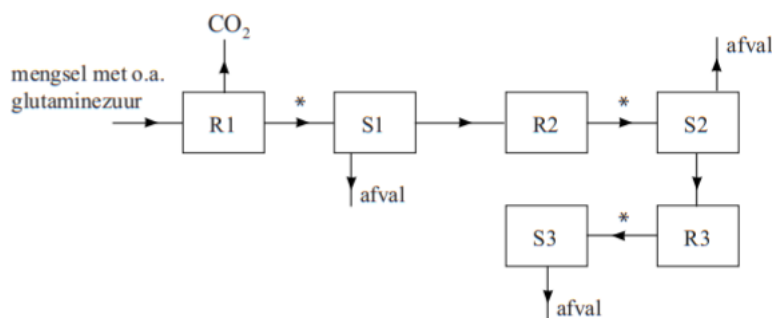 CO₂
mengsel met o.a.
glutaminezuur
R1
*
S1
afval
R2
*
S2
afval
R3
*
S3
afval